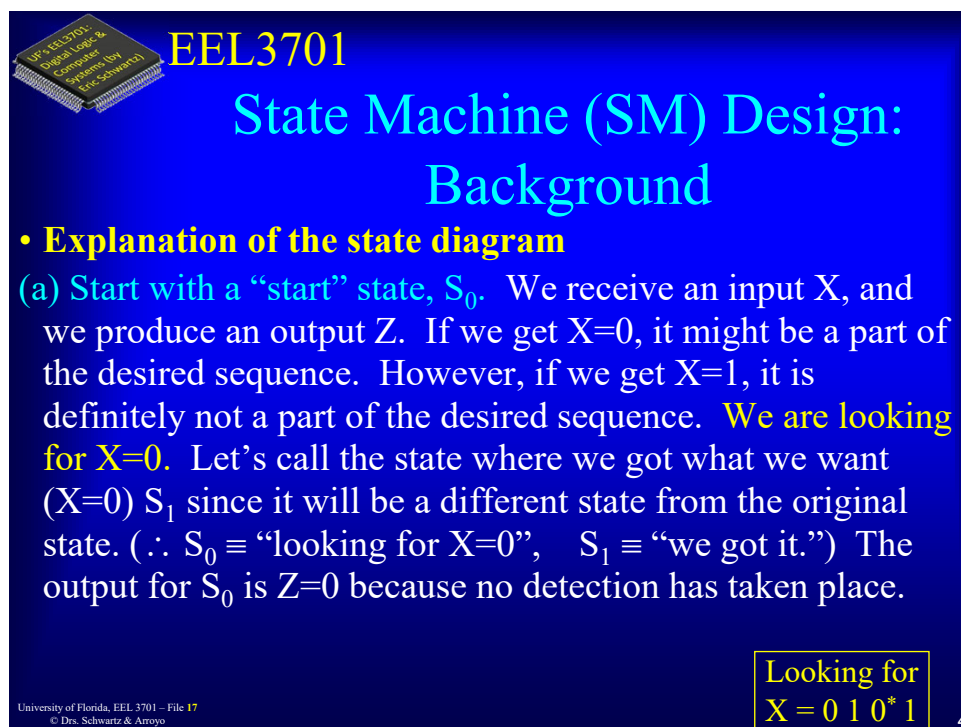 UF's EEL3701:
Digital Logic &
Computer
Systems (by
Eric Schwartz)
EEL3701
State Machine (SM) Design:
Background
• Explanation of the state diagram
(a) Start with a “start” state, S₀. We receive an input X, and
we produce an output Z. If we get X=0, it might be a part of
the desired sequence. However, if we get X=1, it is
definitely not a part of the desired sequence. We are looking
for X=0. Let’s call the state where we got what we want
(X=0) S₁ since it will be a different state from the original
state. (∴ S₀ ≡ “looking for X=0”, S₁ ≡ “we got it.”) The
output for S₀ is Z=0 because no detection has taken place.
Looking for
X = 0 1 0* 1
University of Florida, EEL 3701 – File 17
© Drs. Schwartz & Arroyo